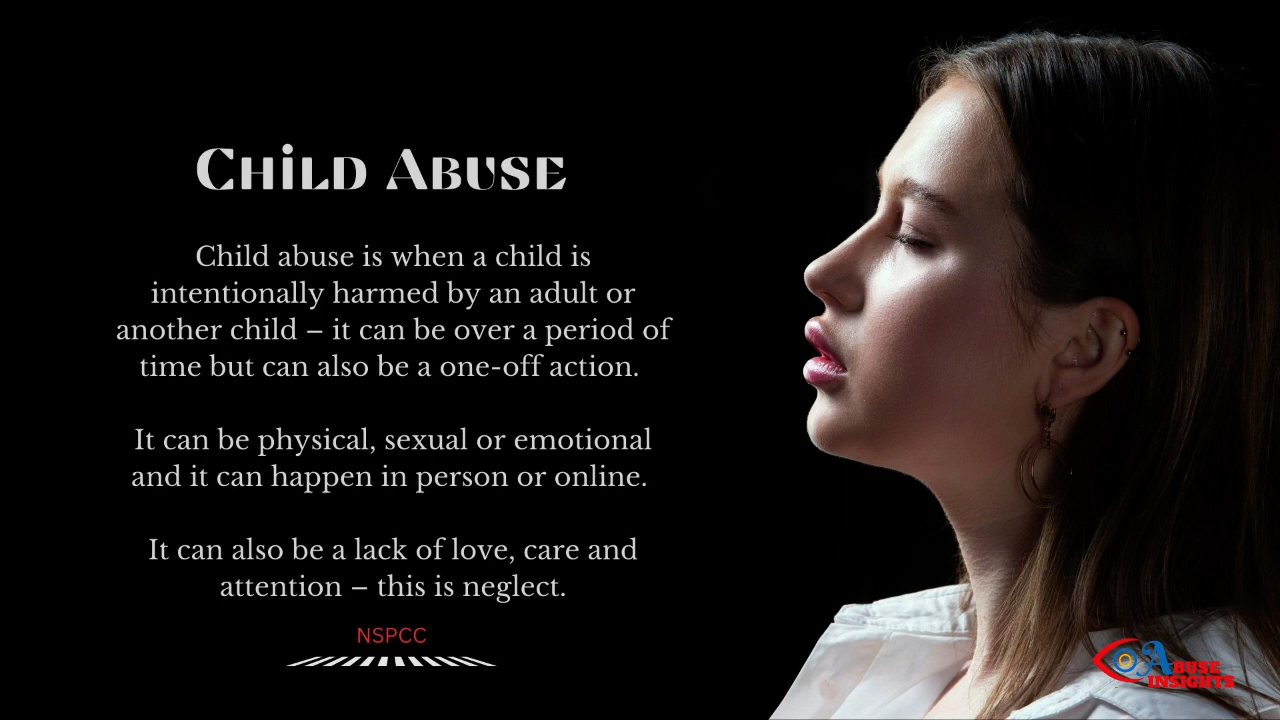 Child Abuse
Child abuse is when a child is
intentionally harmed by an adult or
another child – it can be over a period of
time but can also be a one-off action.
It can be physical, sexual or emotional
and it can happen in person or online.
It can also be a lack of love, care and
attention – this is neglect.
NSPCC
Abuse
Insights